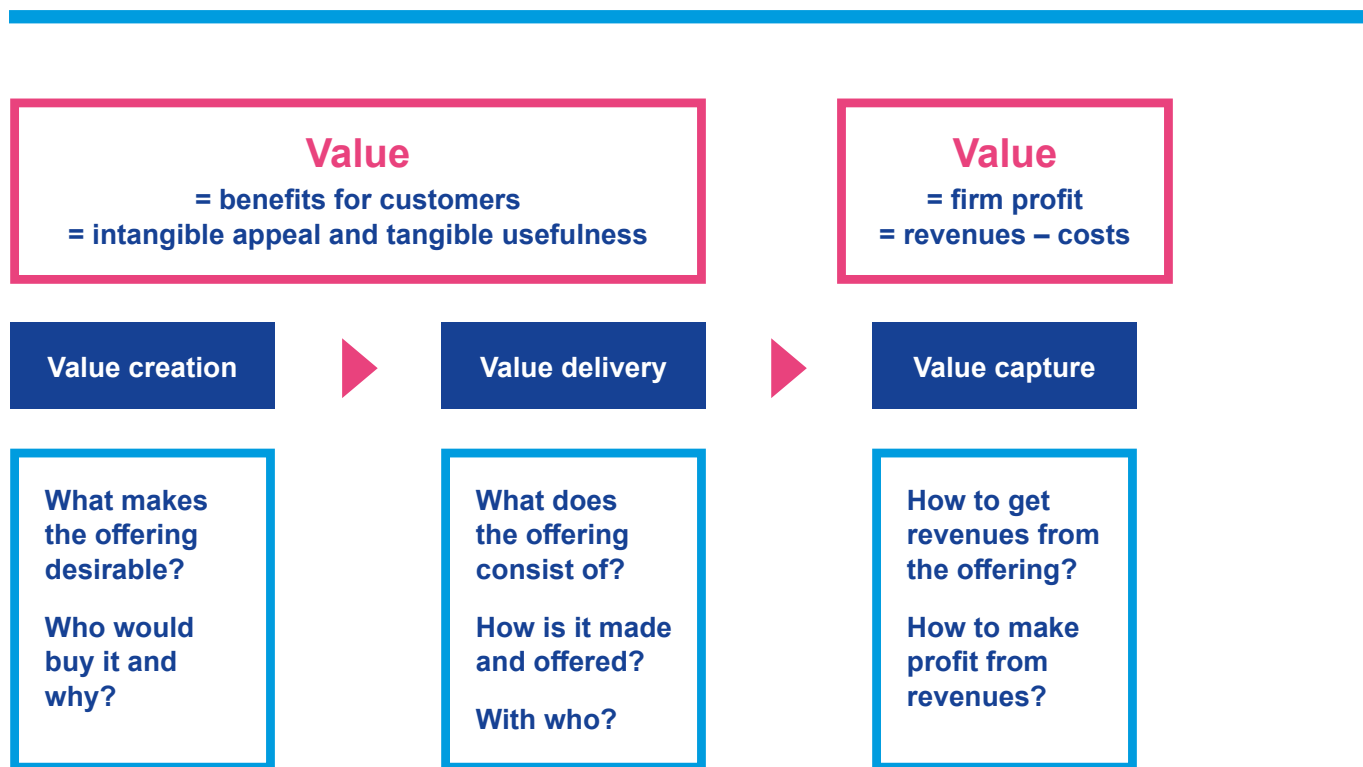 Value
= benefits for customers
= intangible appeal and tangible usefulness
Value
= firm profit
= revenues – costs
Value creation
Value delivery
Value capture
What makes
the offering
desirable?
Who would
buy it and
why?
What does
the offering
consist of?
How is it made
and offered?
With who?
How to get
revenues from
the offering?
How to make
profit from
revenues?